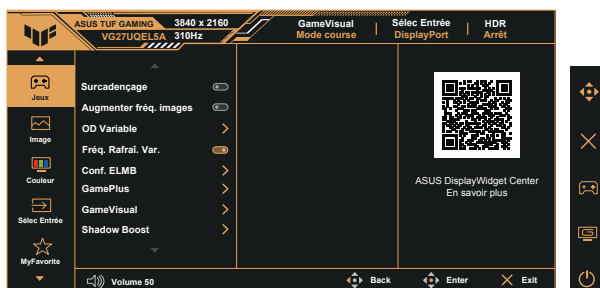 ASUS TUF GAMING 3840 x 2160
VG27UQEL5A 310Hz
GameVisual
Mode course
Sélec Entrée
DisplayPort
HDR
Arrêt
Jeux
Image
Couleur
Sélec Entrée
MyFavorite
Surcadençage
Augmenter fréq. images
OD Variable
Fréq. Rafraî. Var.
Conf. ELMB
GamePlus
GameVisual
Shadow Boost
ASUS DisplayWidget Center
En savoir plus
Volume 50
Back
Enter
Exit